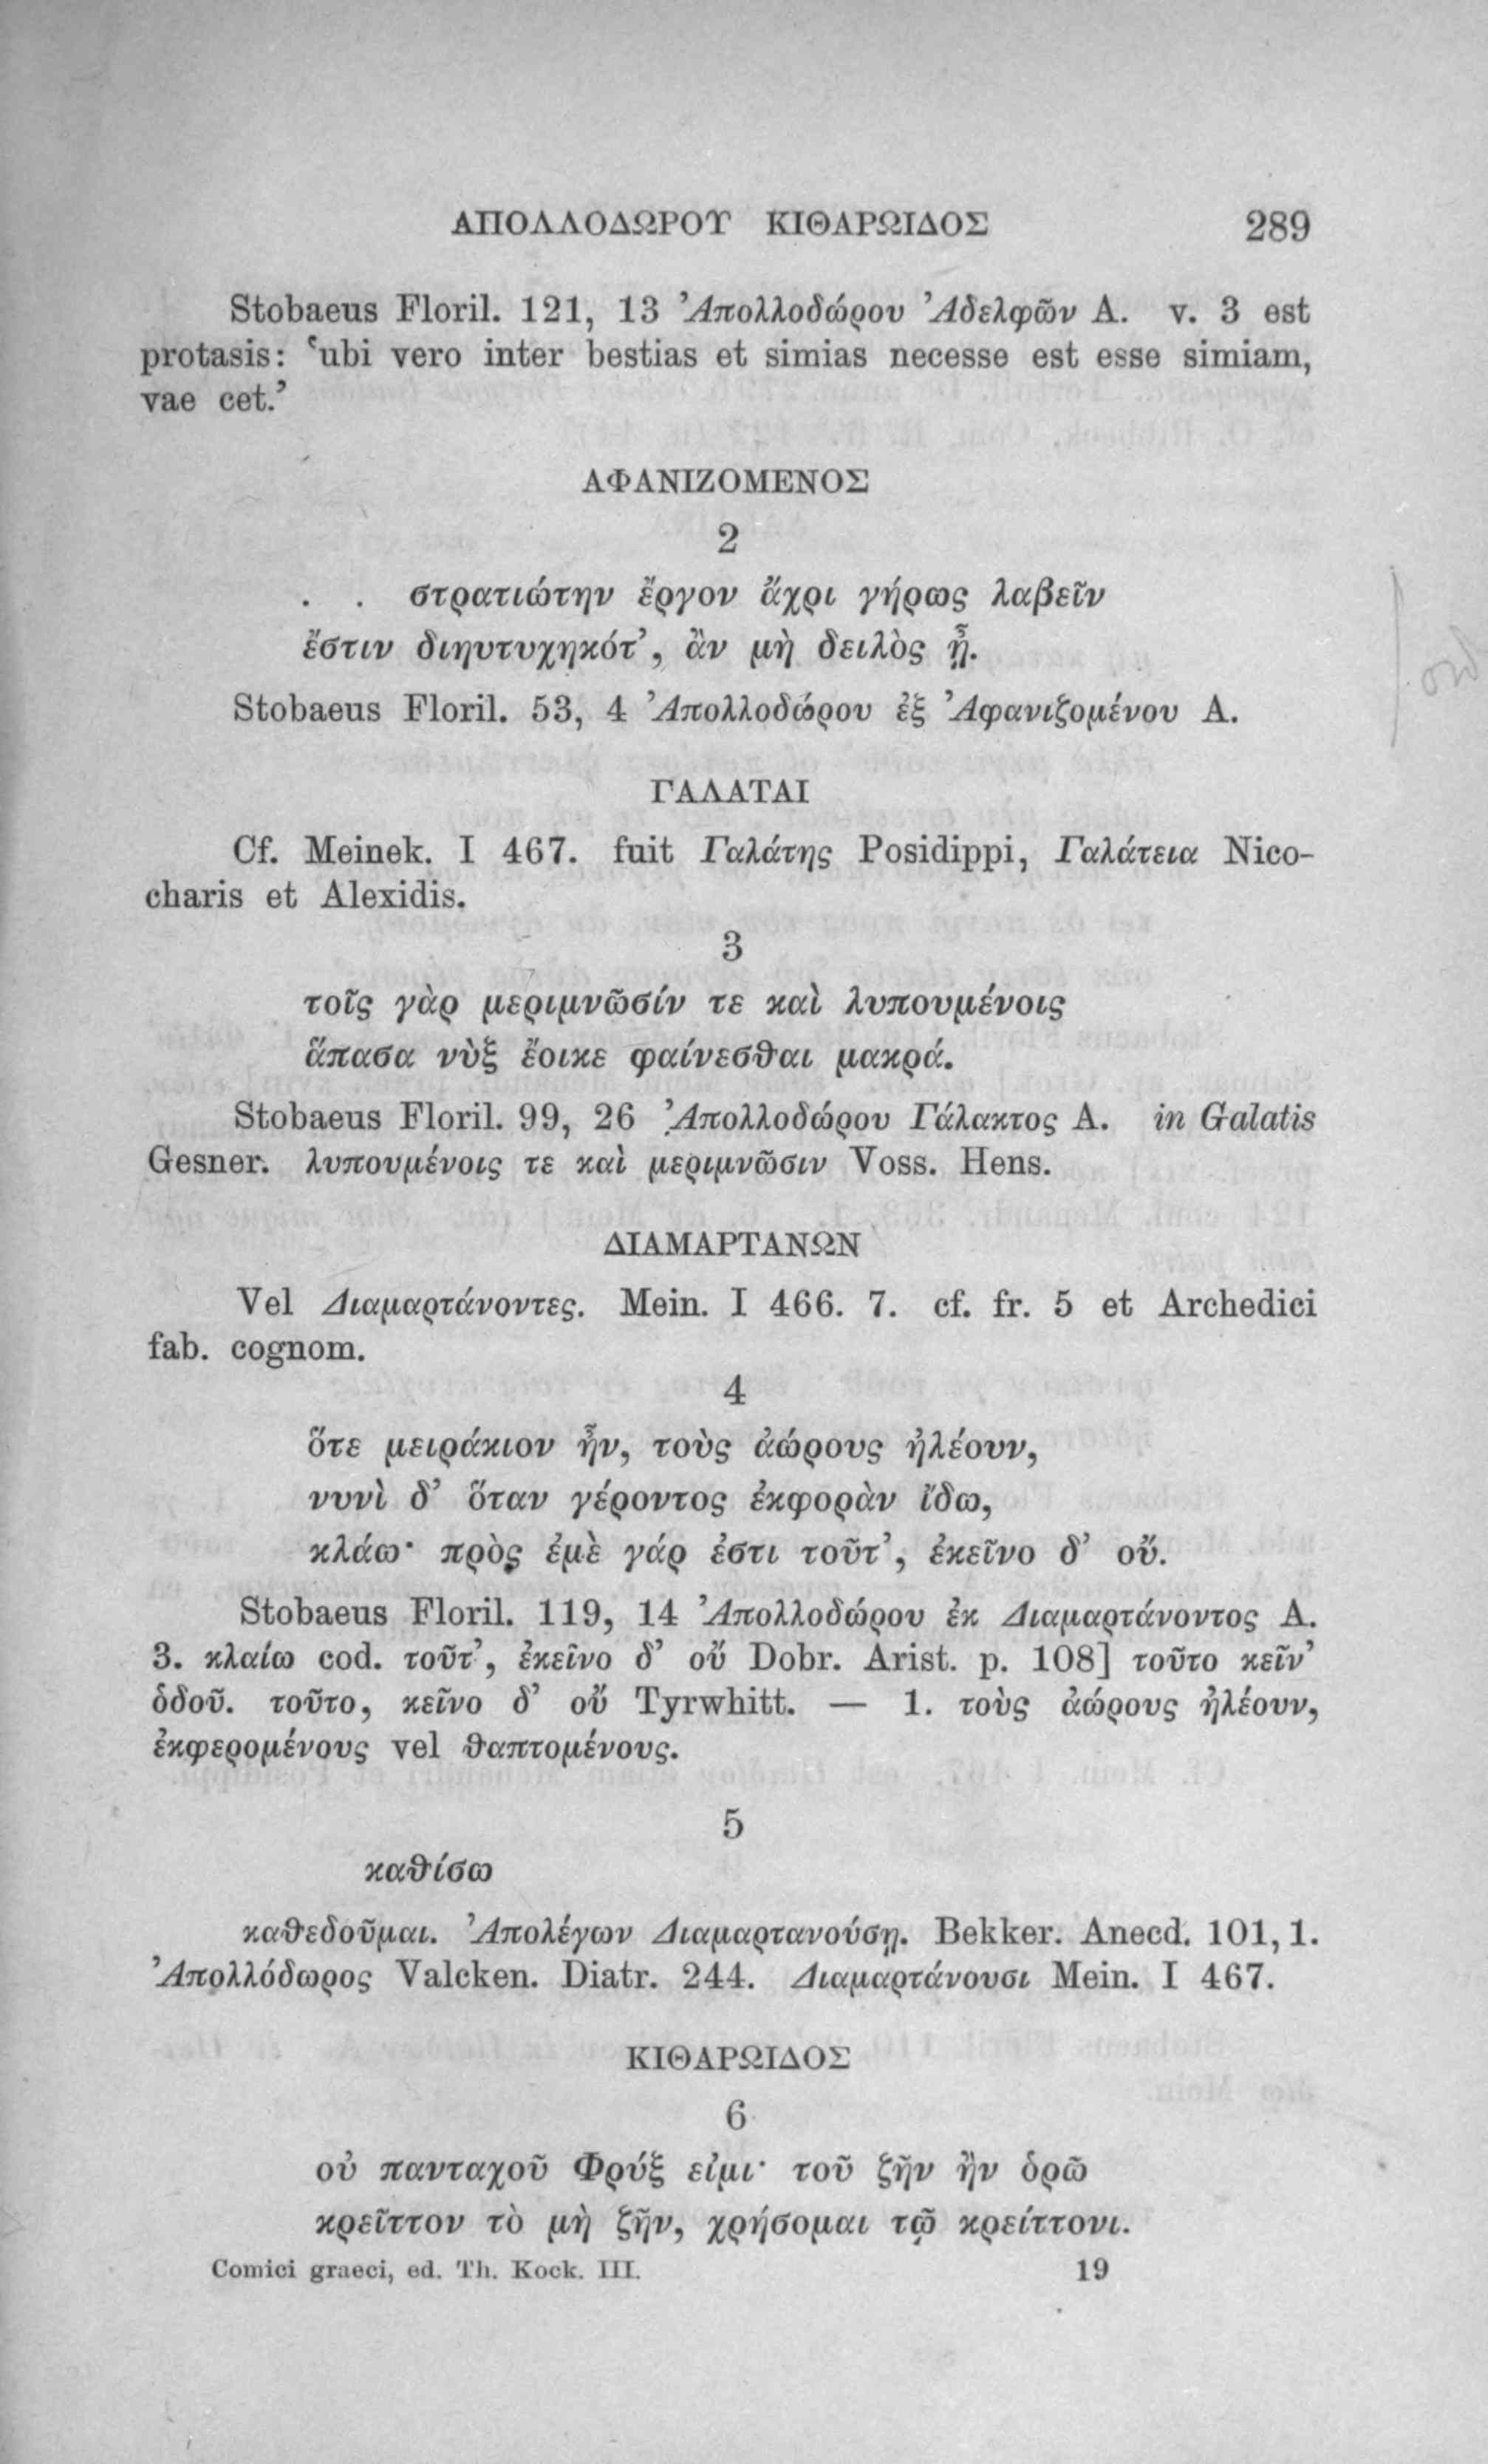 ΑΠΟΛΛΟΔΩΡΟΥ ΚΙΘΑΡΩΙΔΟΣ 289
Stobaeus Floril. 121, 13 Ἀπολλοδώρου Ἀδελφῶν Α. v. 3 est
protasis: ‘ubi vero inter bestias et simias necesse est esse simiam,
vae cet.’
ΑΦΑΝΙΖΟΜΕΝΟΣ
2
. . στρατιώτην ἔργον ἄχρι γήρως λαβεῖν
ἔστιν διηυτυχηκότ’, ἂν μὴ δειλὸς ᾖ.
Stobaeus Floril. 53, 4 Ἀπολλοδώρου ἐξ Ἀφανιζομένου Α.
ΓΑΛΑΤΑΙ
Cf. Meinek. I 467. fuit Γαλάτης Posidippi, Γαλάτεια Nico-
charis et Alexidis.
3
τοῖς γὰρ μεριμνῶσίν τε καὶ λυπουμένοις
ἅπασα νὺξ ἔοικε φαίνεσθαι μακρά.
Stobaeus Floril. 99, 26 Ἀπολλοδώρου Γάλακτος Α. in Galatis
Gesner. λυπουμένοις τε καὶ μεριμνῶσιν Voss. Hens.
ΔΙΑΜΑΡΤΑΝΩΝ
Vel Διαμαρτάνοντες. Mein. I 466. 7. cf. fr. 5 et Archedici
fab. cognom.
4
ὅτε μειράκιον ἦν, τοὺς ἀώρους ἠλέουν,
νυνὶ δ’ ὅταν γέροντος ἐκφορὰν ἴδω,
κλάω· πρὸς ἐμὲ γάρ ἐστι τοῦτ’, ἐκεῖνο δ’ οὔ.
Stobaeus Floril. 119, 14 Ἀπολλοδώρου ἐκ Διαμαρτάνοντος Α.
3. κλαίω cod. τοῦτ’, ἐκεῖνο δ’ οὔ Dobr. Arist. p. 108] τοῦτο κεῖν’
ὁδοῦ. τοῦτο, κεῖνο δ’ οὔ Tyrwhitt. — 1. τοὺς ἀώρους ἠλέουν,
ἐκφερομένους vel θαπτομένους.
5
καθίσω
καθεδοῦμαι. Ἀπολέγων Διαμαρτανούσῃ. Bekker. Anecd. 101, 1.
Ἀπολλόδωρος Valcken. Diatr. 244. Διαμαρτάνουσι Mein. I 467.
ΚΙΘΑΡΩΙΔΟΣ
6
οὐ πανταχοῦ Φρύξ εἰμι· τοῦ ζῆν ἢν ὁρῶ
κρεῖττον τὸ μὴ ζῆν, χρήσομαι τῷ κρείττονι.
Comici graeci, ed. Th. Kock. III. 19